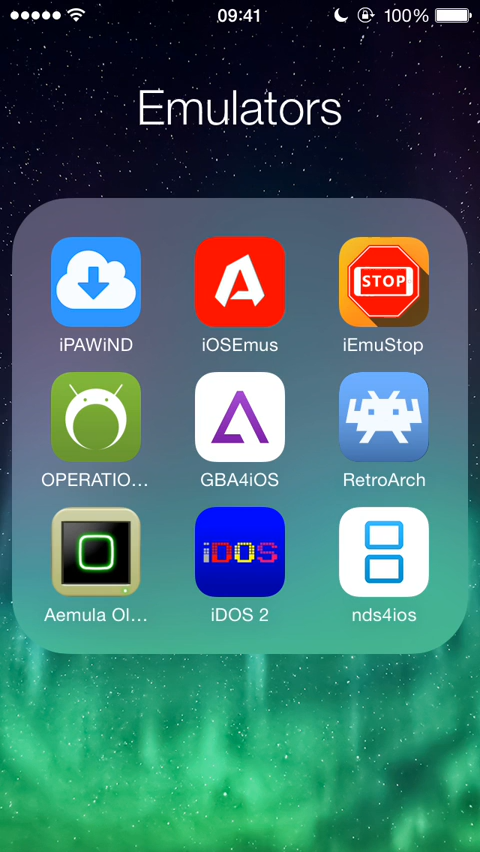 09:41
100%
Emulators
STOP
iPAWiND
iOSEmus
iEmuStop
OPERATIO...
GBA4iOS
RetroArch
iDOS
Aemula Ol...
iDOS 2
nds4ios